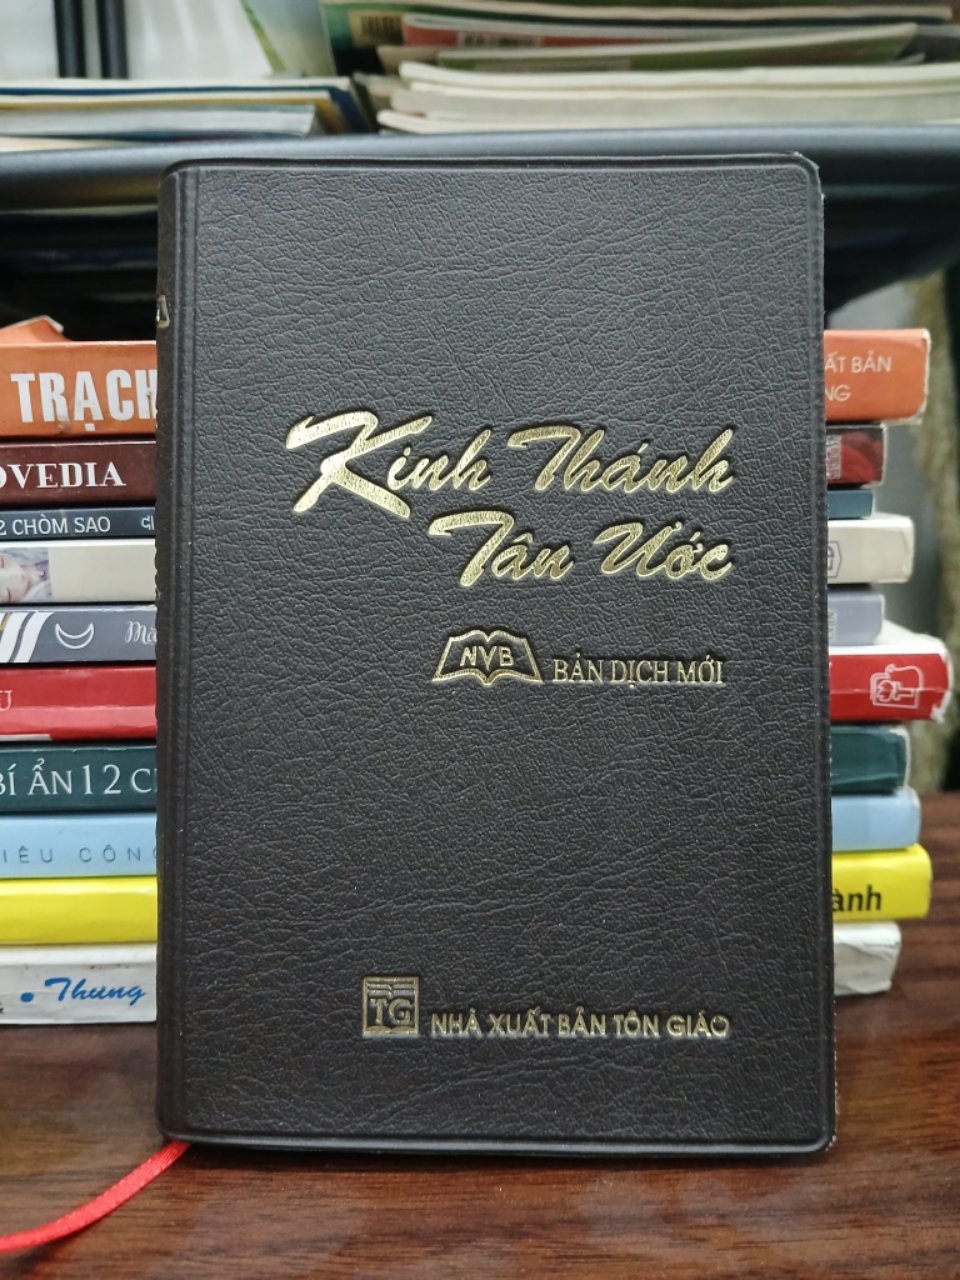 Kinh Thánh
Tân Ước
NVB BẢN DỊCH MỚI
TG NHÀ XUẤT BẢN TÔN GIÁO
TRẠCH
OVEDIA
2 CHÒM SAO
BÍ ẨN 12 C
IÊU CÔNG
Thung
ẤT BẢN
NG
ành